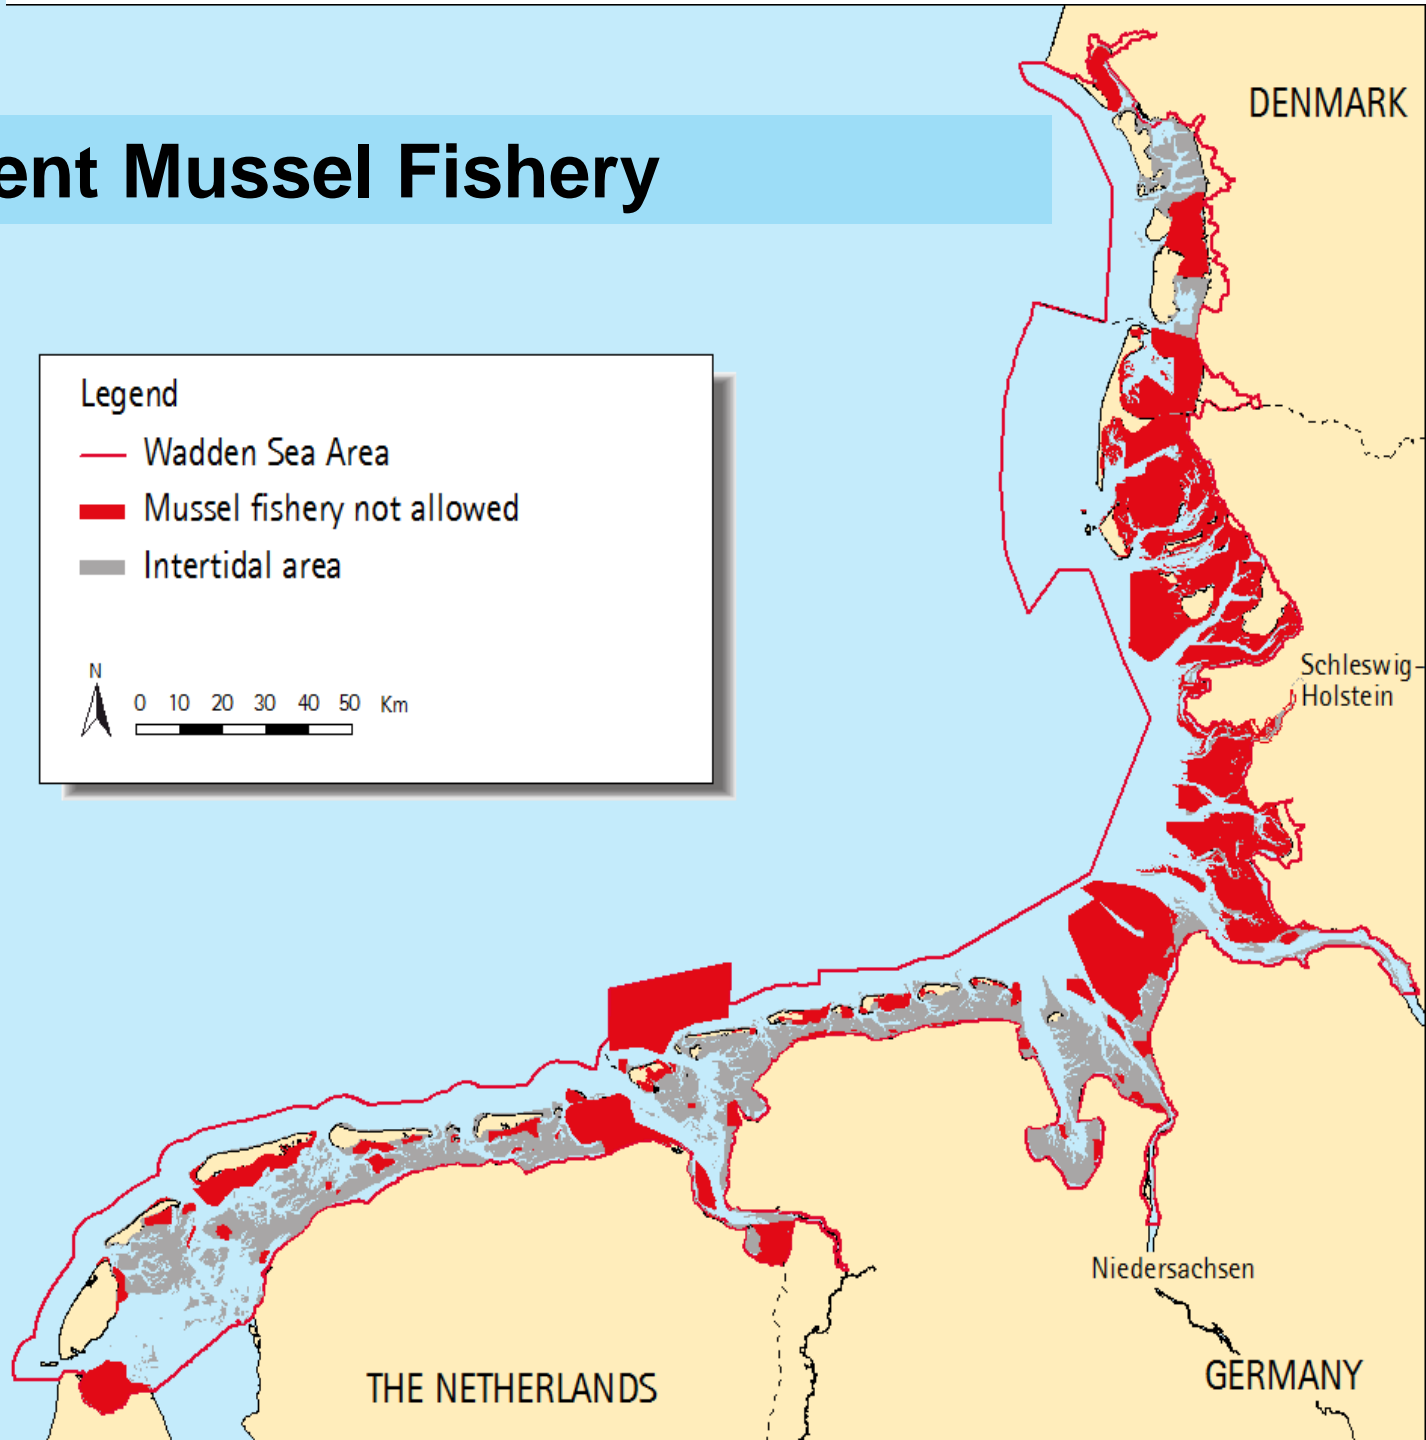 DENMARK
ent Mussel Fishery
Legend
Wadden Sea Area
Mussel fishery not allowed
Intertidal area
N
0 10 20 30 40 50 Km
Schleswig-
Holstein
Niedersachsen
THE NETHERLANDS
GERMANY